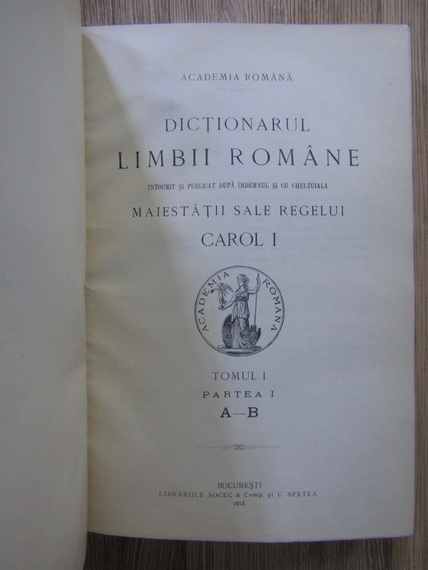 ACADEMIA ROMÂNĂ
DICȚIONARUL
LIMBII ROMÂNE
ÎNTOCMIT ȘI PUBLICAT DUPĂ ÎNDEMNUL ȘI CU CHELTUIALA
MAIESTĂȚII SALE REGELUI
CAROL I
ACADEMIA ROMANA
TOMUL I
PARTEA I
A—B
BUCUREȘTI
LIBRĂRIILE SOCEC & Comp. și C. SFETEA
1913